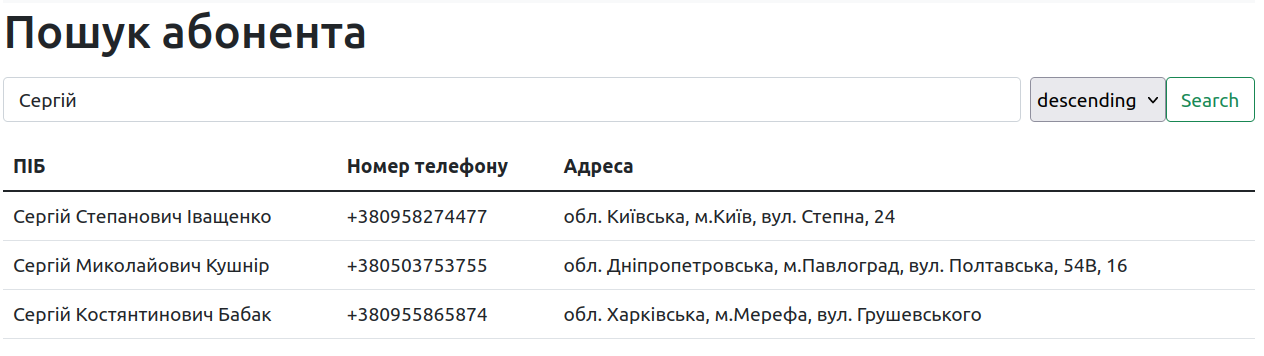 Пошук абонента
Сергій descending Search
ПІБ Номер телефону Адреса
Сергій Степанович Іващенко +380958274477 обл. Київська, м.Київ, вул. Степна, 24
Сергій Миколайович Кушнір +380503753755 обл. Дніпропетровська, м.Павлоград, вул. Полтавська, 54В, 16
Сергій Костянтинович Бабак +380955865874 обл. Харківська, м.Мерефа, вул. Грушевського